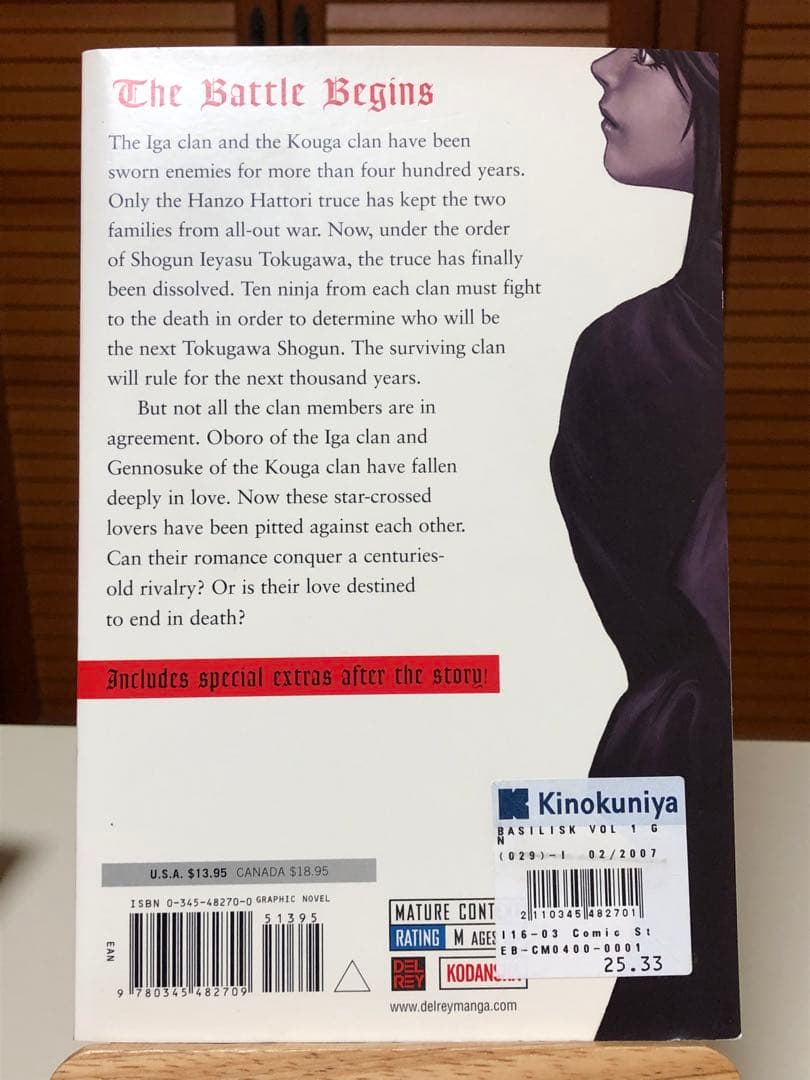 The Battle Begins
The Iga clan and the Kouga clan have been
sworn enemies for more than four hundred years.
Only the Hanzo Hattori truce has kept the two
families from all-out war. Now, under the order
of Shogun Ieyasu Tokugawa, the truce has finally
been dissolved. Ten ninja from each clan must fight
to the death in order to determine who will be
the next Tokugawa Shogun. The surviving clan
will rule for the next thousand years.
But not all the clan members are in
agreement. Oboro of the Iga clan and
Gennosuke of the Kouga clan have fallen
deeply in love. Now these star-crossed
lovers have been pitted against each other.
Can their romance conquer a centuries-
old rivalry? Or is their love destined
to end in death?
Includes special extras after the story!
Kinokuniya
BASILISK VOL 1 G
N
(029)-I 02/2007
2 110345 482701
116-03 Comic St
EB-CM0400-0001
25.33
U.S.A. $13.95 CANADA $18.95
ISBN 0-345-48270-0 GRAPHIC NOVEL
51395
EAN
9 780345 482709
MATURE CONT
RATING M AGES
DEL
REY
KODANS
www.delreymanga.com